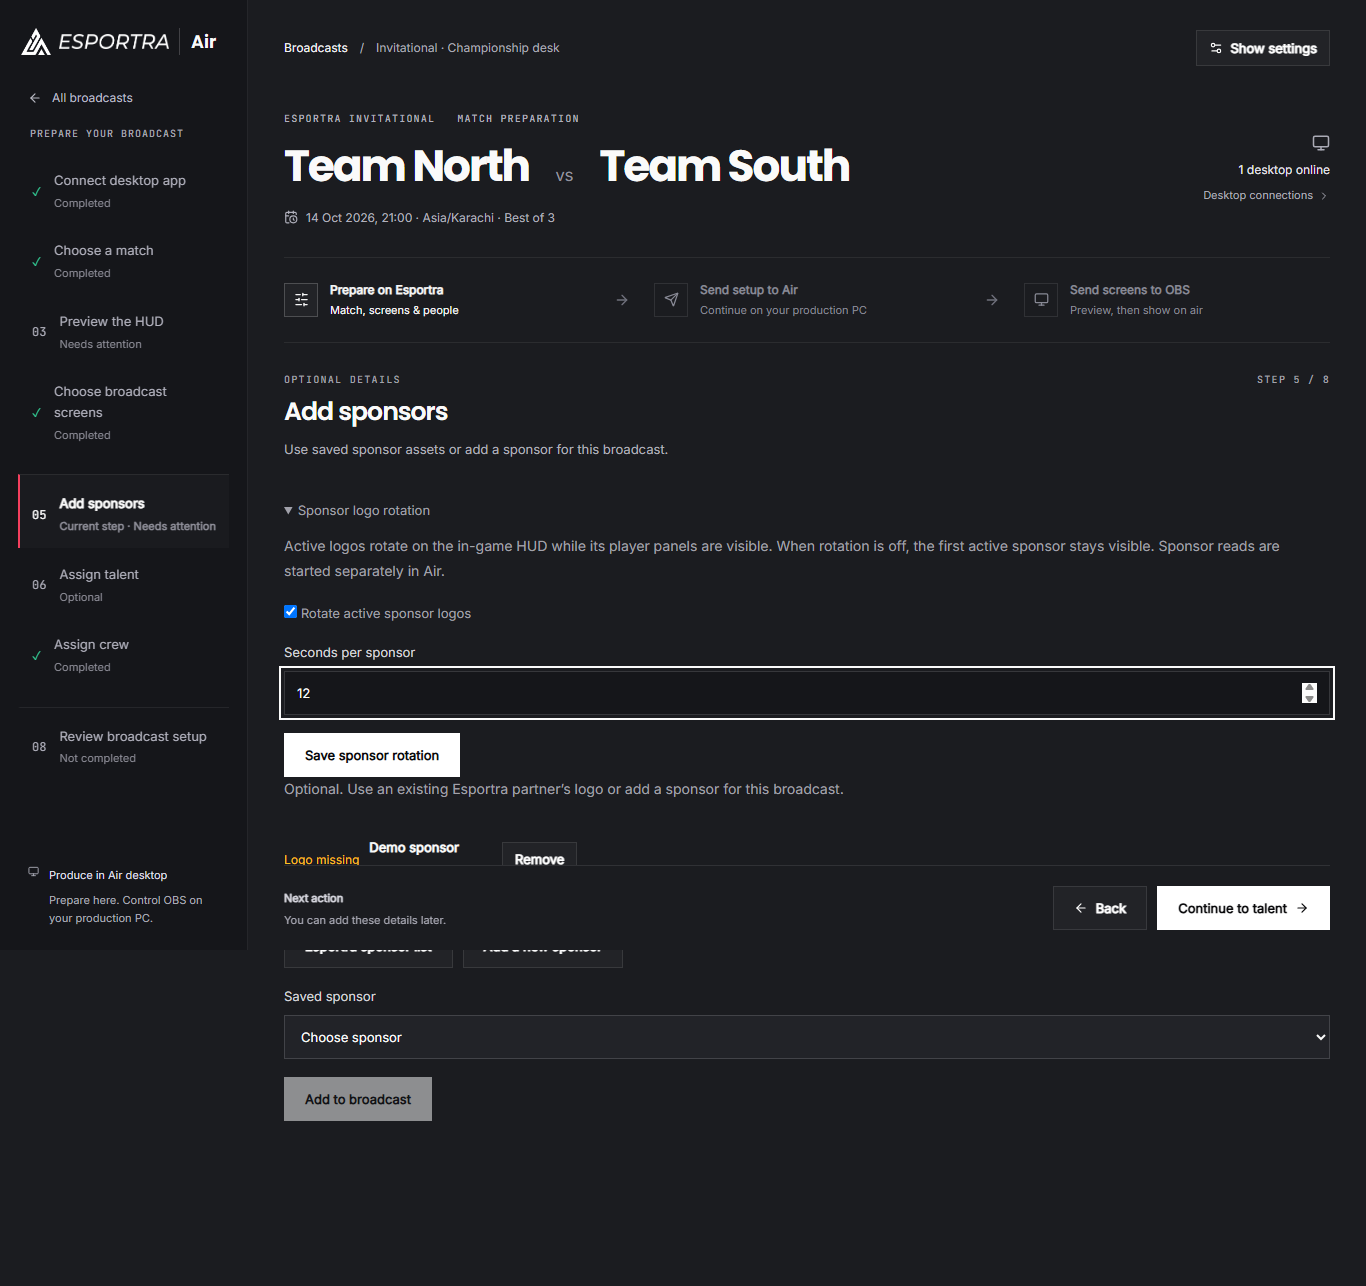 ESPORTRA Air
All broadcasts
PREPARE YOUR BROADCAST
Connect desktop app
Completed
Choose a match
Completed
03 Preview the HUD
Needs attention
Choose broadcast
screens
Completed
05 Add sponsors
Current step · Needs attention
06 Assign talent
Optional
Assign crew
Completed
08 Review broadcast setup
Not completed
Produce in Air desktop
Prepare here. Control OBS on
your production PC.
Broadcasts / Invitational · Championship desk
Show settings
ESPORTRA INVITATIONAL MATCH PREPARATION
Team North vs Team South
14 Oct 2026, 21:00 · Asia/Karachi · Best of 3
1 desktop online
Desktop connections
Prepare on Esportra
Match, screens & people
Send setup to Air
Continue on your production PC
Send screens to OBS
Preview, then show on air
OPTIONAL DETAILS
STEP 5 / 8
Add sponsors
Use saved sponsor assets or add a sponsor for this broadcast.
Sponsor logo rotation
Active logos rotate on the in-game HUD while its player panels are visible. When rotation is off, the first active sponsor stays visible. Sponsor reads are
started separately in Air.
Rotate active sponsor logos
Seconds per sponsor
12
Save sponsor rotation
Optional. Use an existing Esportra partner’s logo or add a sponsor for this broadcast.
Logo missing
Demo sponsor
Remove
Next action
You can add these details later.
Back
Continue to talent
Esportra sponsor list
Add a new sponsor
Saved sponsor
Choose sponsor
Add to broadcast